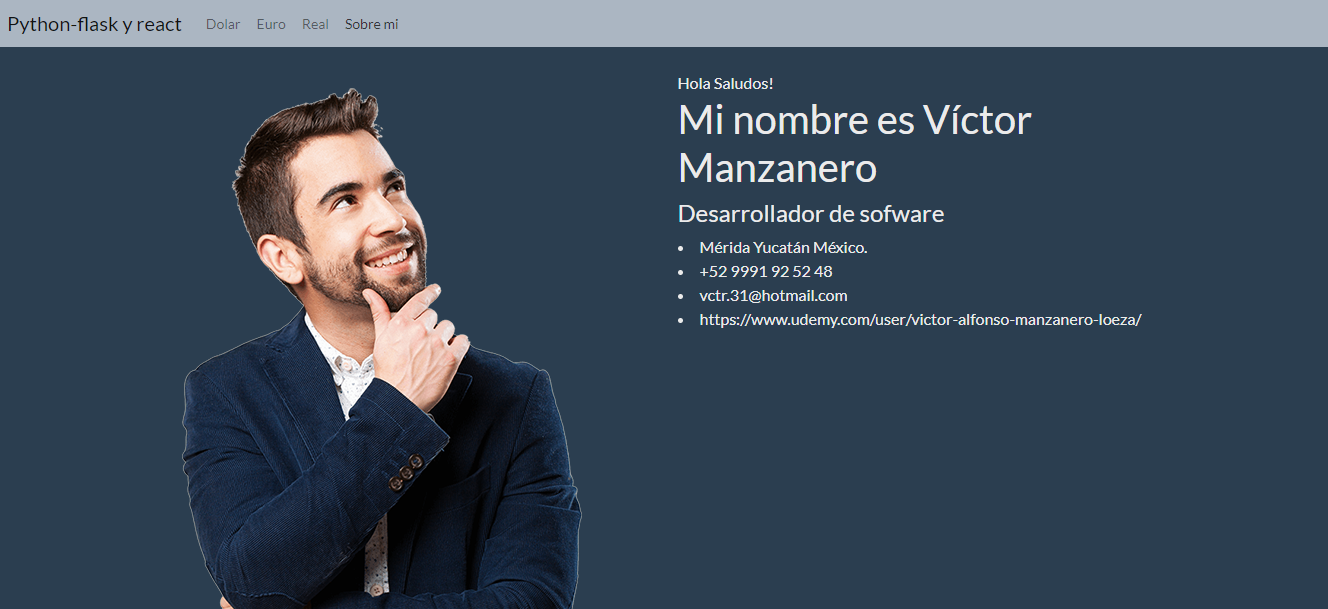 Python-flask y react Dolar Euro Real Sobre mi
Hola Saludos!
Mi nombre es Víctor
Manzanero
Desarrollador de sofware
• Mérida Yucatán México.
• +52 9991 92 52 48
• vctr.31@hotmail.com
• https://www.udemy.com/user/victor-alfonso-manzanero-loeza/